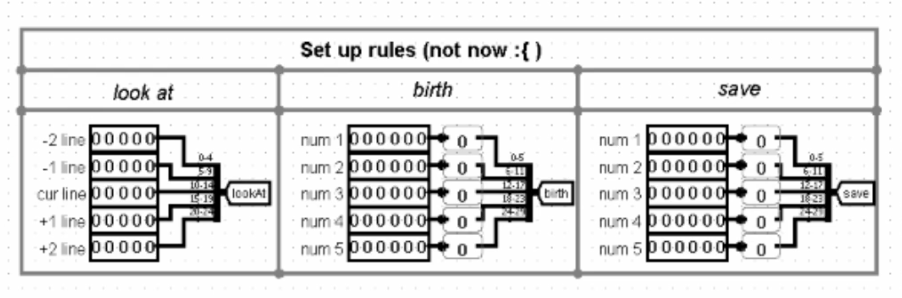 Set up rules (not now :{ )
look at
birth
save
-2 line 00000
-1 line 00000
cur line 00000
+1 line 00000
+2 line 00000
0-4
5-9
10-14
15-19
20-24
lookAt
num 1 000000 0
num 2 000000 0
num 3 000000 0
num 4 000000 0
num 5 000000 0
0-5
6-11
12-17
18-23
24-29
birth
num 1 000000 0
num 2 000000 0
num 3 000000 0
num 4 000000 0
num 5 000000 0
0-5
6-11
12-17
18-23
24-29
save